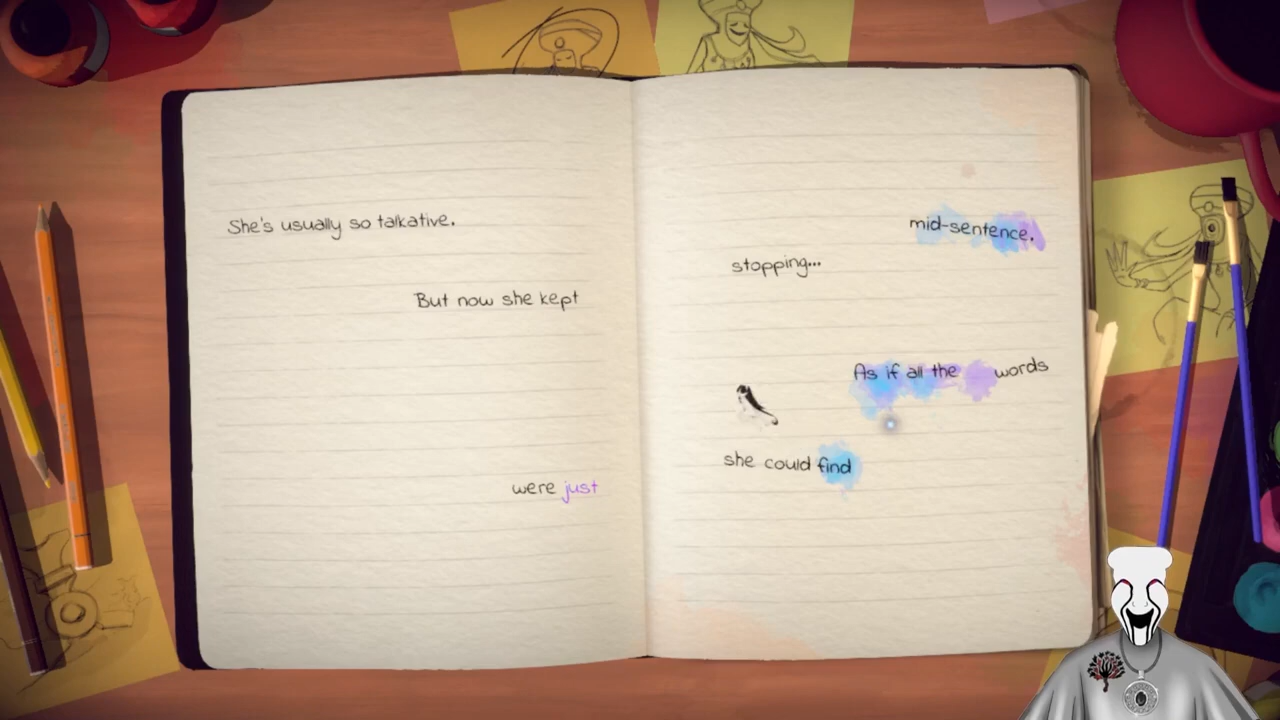 She's usually so talkative.
But now she kept
were just
mid-sentence.
stopping...
As if all the words
she could find